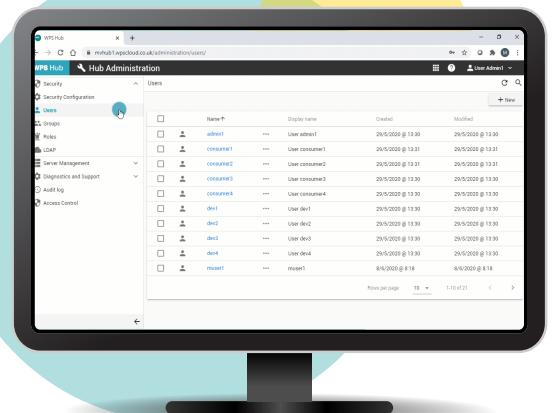 WPS Hub
myhub1.wpscloud.co.uk/administration/users/
M
WPS Hub Hub Administration
User Admin1
Security
Security Configuration
Users
Groups
Roles
LDAP
Server Management
Diagnostics and Support
Audit log
Access Control
Users
+ New
Name Display name Created Modified
admin1 User admin1 29/5/2020 @ 13:30 29/5/2020 @ 13:30
consumer1 User consumer1 29/5/2020 @ 13:31 29/5/2020 @ 13:31
consumer2 User consumer2 29/5/2020 @ 13:31 29/5/2020 @ 13:31
consumer3 User consumer3 29/5/2020 @ 13:30 29/5/2020 @ 13:30
consumer4 User consumer4 29/5/2020 @ 13:30 29/5/2020 @ 13:30
dev1 User dev1 29/5/2020 @ 13:30 29/5/2020 @ 13:30
dev2 User dev2 29/5/2020 @ 13:30 29/5/2020 @ 13:30
dev3 User dev3 29/5/2020 @ 13:30 29/5/2020 @ 13:30
dev4 User dev4 29/5/2020 @ 13:30 29/5/2020 @ 13:30
muser1 muser1 8/6/2020 @ 8:18 8/6/2020 @ 8:18
Rows per page 10 1-10 of 21